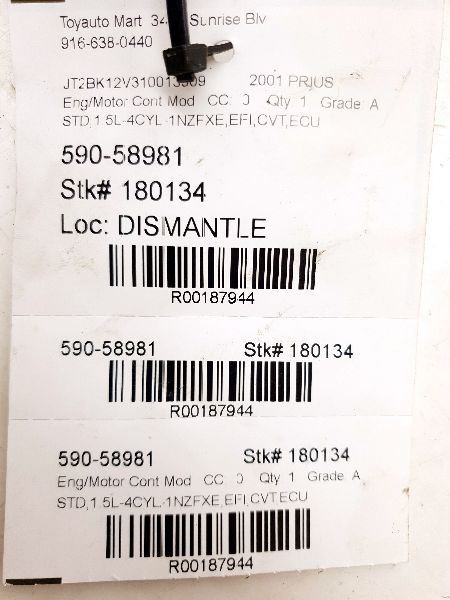 Toyauto Mart Sunrise Blv
916-638-0440
2001 PRIUS
Eng/Motor Cont Mod CC: 0 Qty 1 Grade A
STD,1.5L-4CYL-1NZFXE,EFI,CVT,ECU
590-58981
Stk# 180134
Loc: DISMANTLE
R00187944
590-58981 Stk# 180134
R00187944
590-58981 Stk# 180134
Eng/Motor Cont Mod CC: 0 Qty 1 Grade A
STD,1.5L-4CYL-1NZFXE,EFI,CVT,ECU
R00187944